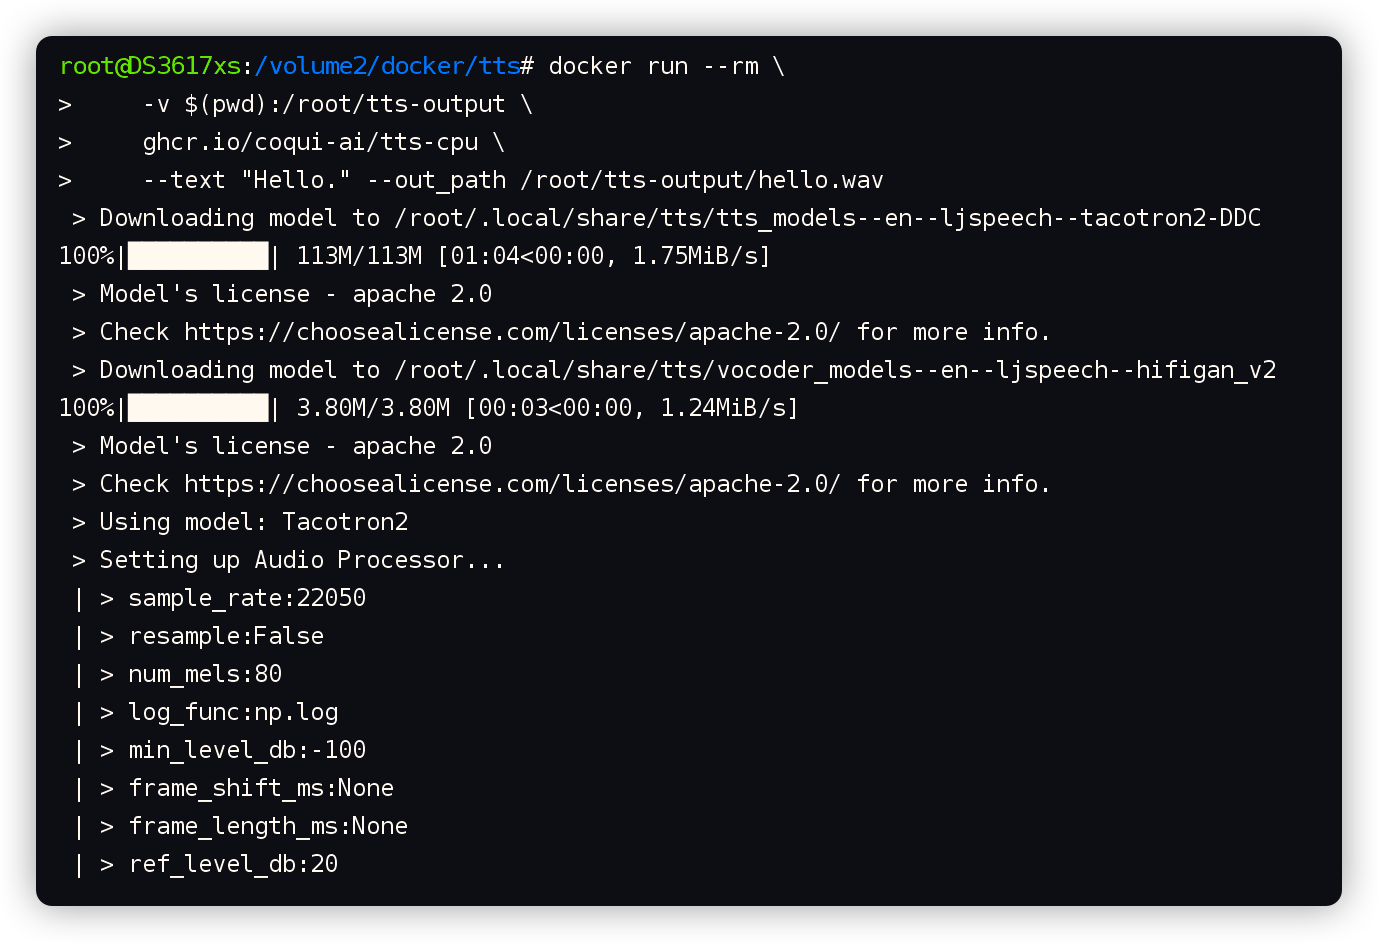 root@DS3617xs:/volume2/docker/tts# docker run --rm \
>     -v $(pwd):/root/tts-output \
>     ghcr.io/coqui-ai/tts-cpu \
>     --text "Hello." --out_path /root/tts-output/hello.wav
 > Downloading model to /root/.local/share/tts/tts_models--en--ljspeech--tacotron2-DDC
100%|██████████| 113M/113M [01:04<00:00, 1.75MiB/s]
 > Model's license - apache 2.0
 > Check https://choosealicense.com/licenses/apache-2.0/ for more info.
 > Downloading model to /root/.local/share/tts/vocoder_models--en--ljspeech--hifigan_v2
100%|██████████| 3.80M/3.80M [00:03<00:00, 1.24MiB/s]
 > Model's license - apache 2.0
 > Check https://choosealicense.com/licenses/apache-2.0/ for more info.
 > Using model: Tacotron2
 > Setting up Audio Processor...
 | > sample_rate:22050
 | > resample:False
 | > num_mels:80
 | > log_func:np.log
 | > min_level_db:-100
 | > frame_shift_ms:None
 | > frame_length_ms:None
 | > ref_level_db:20